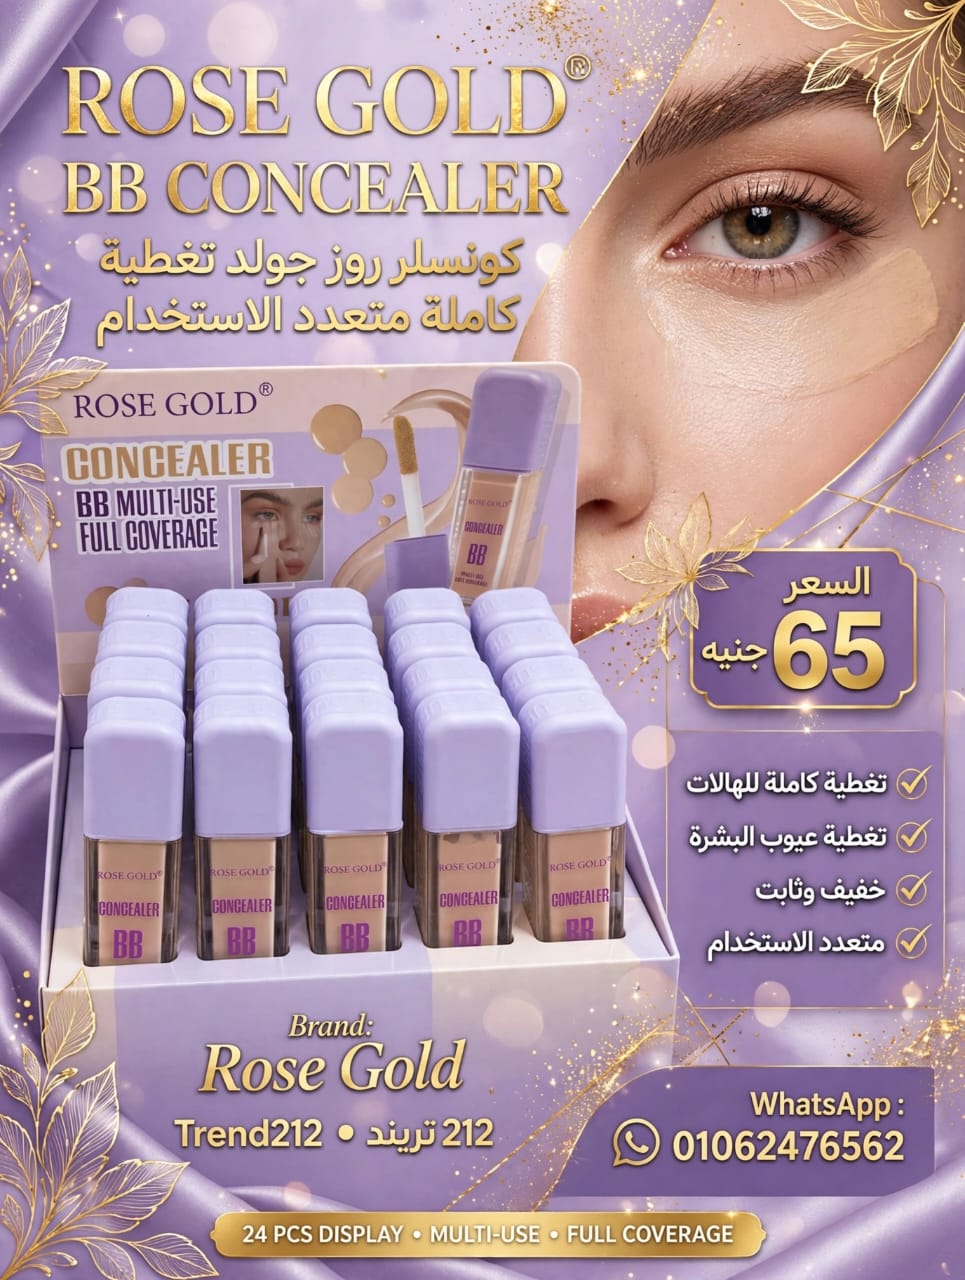 ROSE GOLD®
BB CONCEALER
كونسلر روز جولد تغطية
كاملة متعدد الاستخدام
ROSE GOLD®
CONCEALER
BB MULTI-USE
FULL COVERAGE
ROSE GOLD®
CONCEALER
BB
السعر
65 جنيه
تغطية كاملة للهالات
تغطية عيوب البشرة
خفيف وثابت
متعدد الاستخدام
ROSE GOLD®
CONCEALER
BB
ROSE GOLD®
CONCEALER
BB
ROSE GOLD®
CONCEALER
BB
ROSE GOLD®
CONCEALER
BB
ROSE GOLD®
CONCEALER
BB
Brand:
Rose Gold
Trend212 • 212 تريند
WhatsApp :
01062476562
24 PCS DISPLAY • MULTI-USE • FULL COVERAGE